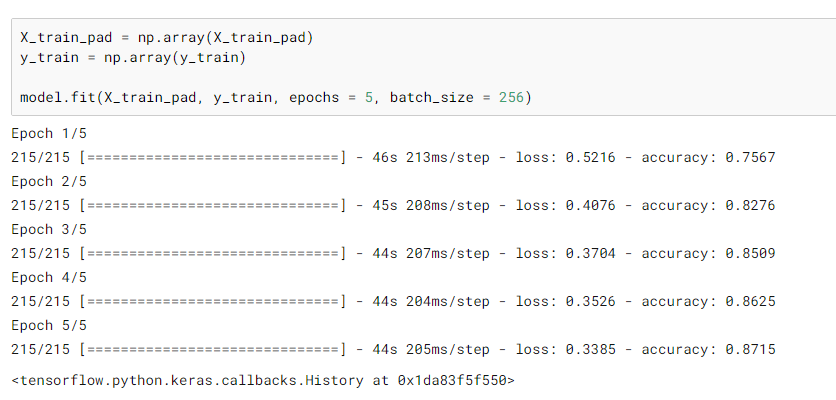 X_train_pad = np.array(X_train_pad)
y_train = np.array(y_train)
model.fit(X_train_pad, y_train, epochs = 5, batch_size = 256)
Epoch 1/5
215/215 [==============================] - 46s 213ms/step - loss: 0.5216 - accuracy: 0.7567
Epoch 2/5
215/215 [==============================] - 45s 208ms/step - loss: 0.4076 - accuracy: 0.8276
Epoch 3/5
215/215 [==============================] - 44s 207ms/step - loss: 0.3704 - accuracy: 0.8509
Epoch 4/5
215/215 [==============================] - 44s 204ms/step - loss: 0.3526 - accuracy: 0.8625
Epoch 5/5
215/215 [==============================] - 44s 205ms/step - loss: 0.3385 - accuracy: 0.8715
<tensorflow.python.keras.callbacks.History at 0x1da83f5f550>